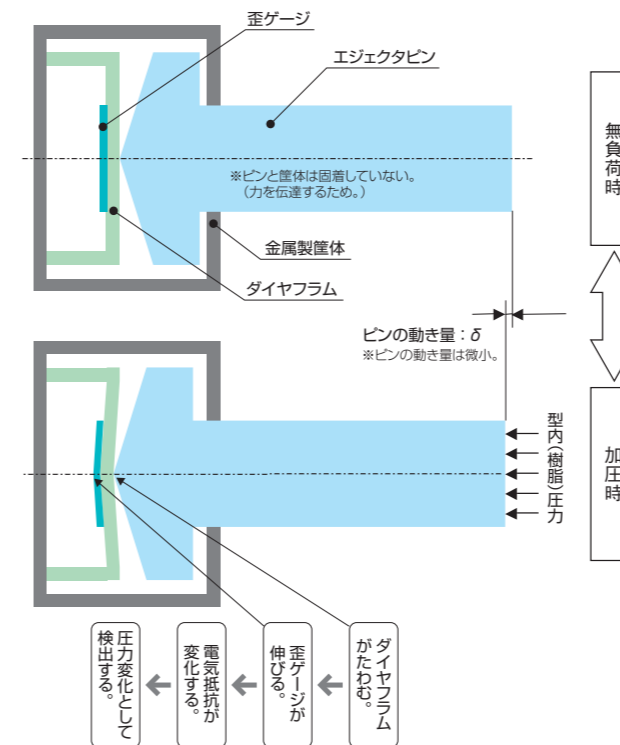 歪ゲージ
エジェクタピン
※ピンと筐体は固着していない。
(力を伝達するため。)
金属製筐体
ダイヤフラム
無負荷時
ピンの動き量：δ
※ピンの動き量は微小。
型内(樹脂)圧力
加圧時
ダイヤフラム
がたわむ。
歪ゲージが
伸びる。
電気抵抗が
変化する。
圧力変化として
検出する。